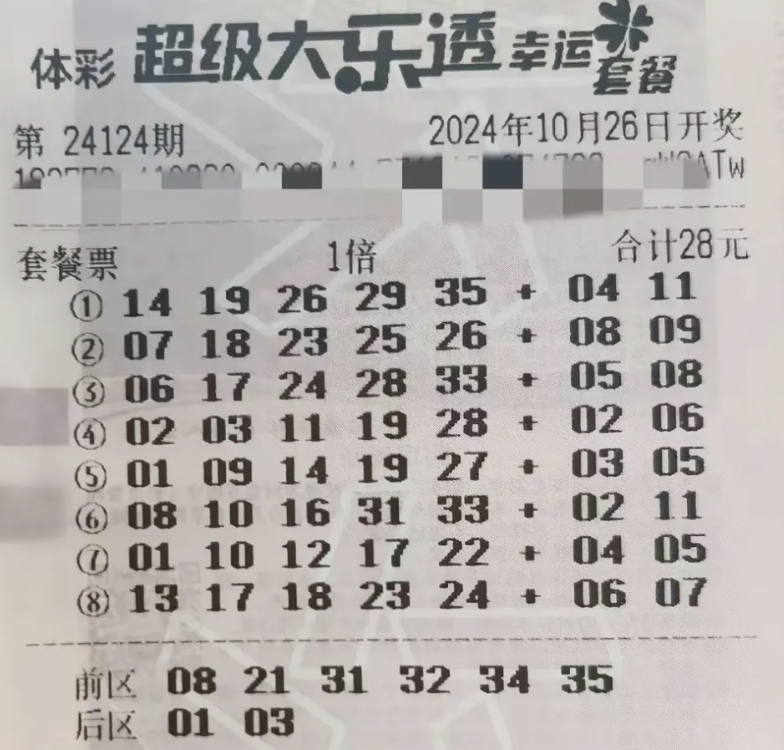 体彩 超级大乐透 幸运套餐
第 24124期 2024年10月26日开奖
套餐票 1倍 合计28元
① 14 19 26 29 35 + 04 11
② 07 18 23 25 26 + 08 09
③ 06 17 24 28 33 + 05 08
④ 02 03 11 19 28 + 02 06
⑤ 01 09 14 19 27 + 03 05
⑥ 08 10 16 31 33 + 02 11
⑦ 01 10 12 17 22 + 04 05
⑧ 13 17 18 23 24 + 06 07
前区 08 21 31 32 34 35
后区 01 03